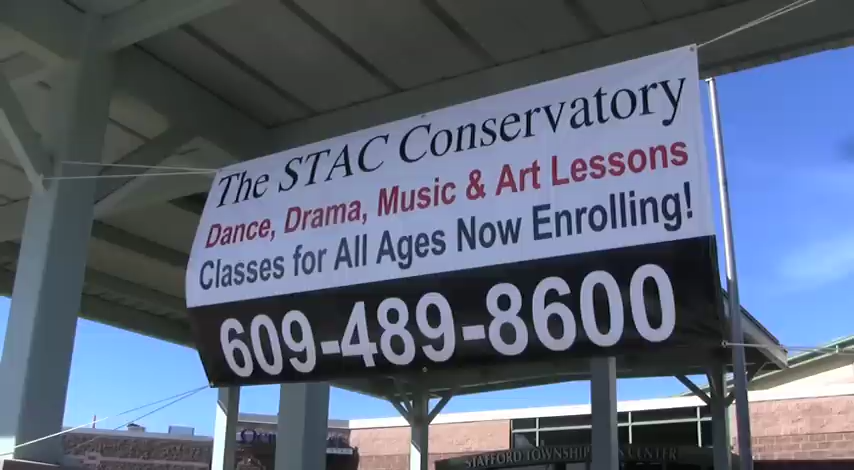 The STAC Conservatory
Dance, Drama, Music & Art Lessons
Classes for All Ages Now Enrolling!
609-489-8600
STAFFORD TOWNSHIP CENTER